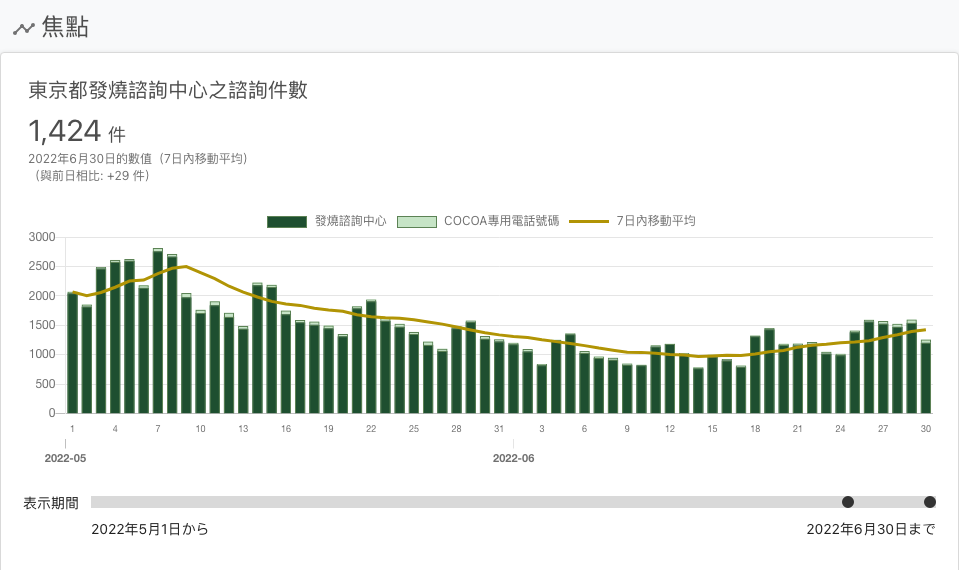 焦點
東京都發燒諮詢中心之諮詢件數
1,424 件
2022年6月30日的數值（7日內移動平均）
（與前日相比: +29 件）
發燒諮詢中心 COCOA專用電話號碼 7日內移動平均
3000
2500
2000
1500
1000
500
0
1 4 7 10 13 16 19 22 25 28 31 3 6 9 12 15 18 21 24 27 30
2022-05 2022-06
表示期間
2022年5月1日から 2022年6月30日まで